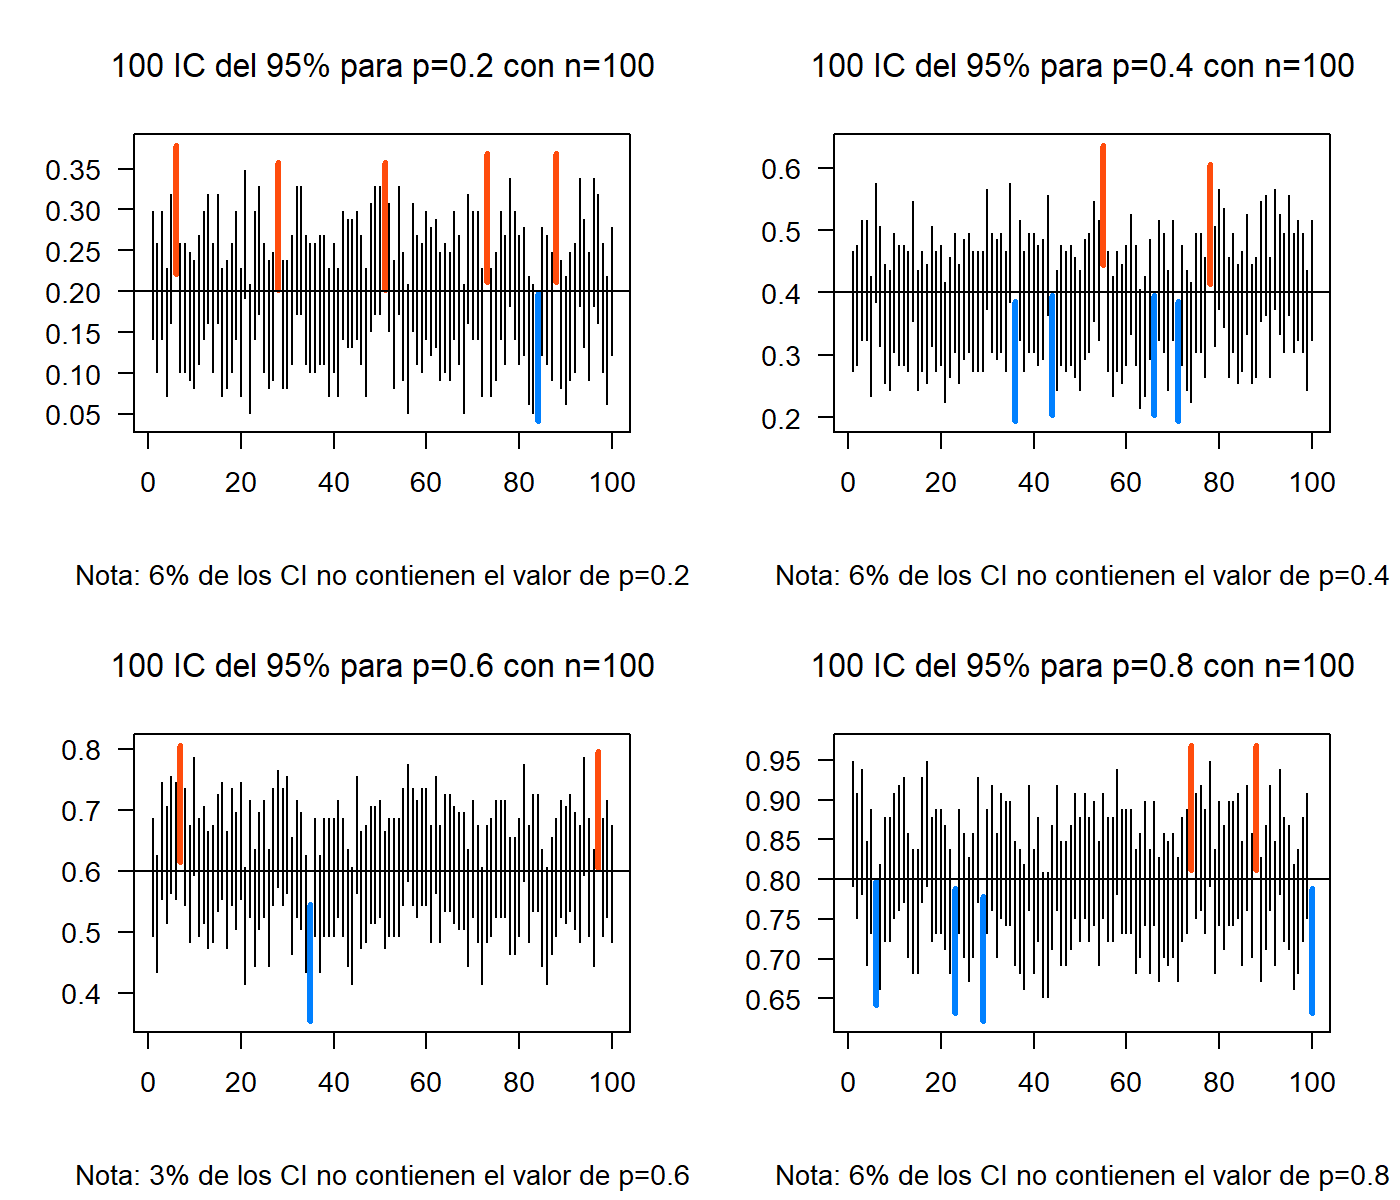 100 IC del 95% para p=0.2 con n=100
0.35
0.30
0.25
0.20
0.15
0.10
0.05
0 20 40 60 80 100
Nota: 6% de los CI no contienen el valor de p=0.2
100 IC del 95% para p=0.4 con n=100
0.6
0.5
0.4
0.3
0.2
0 20 40 60 80 100
Nota: 6% de los CI no contienen el valor de p=0.4
100 IC del 95% para p=0.6 con n=100
0.8
0.7
0.6
0.5
0.4
0 20 40 60 80 100
Nota: 3% de los CI no contienen el valor de p=0.6
100 IC del 95% para p=0.8 con n=100
0.95
0.90
0.85
0.80
0.75
0.70
0.65
0 20 40 60 80 100
Nota: 6% de los CI no contienen el valor de p=0.8